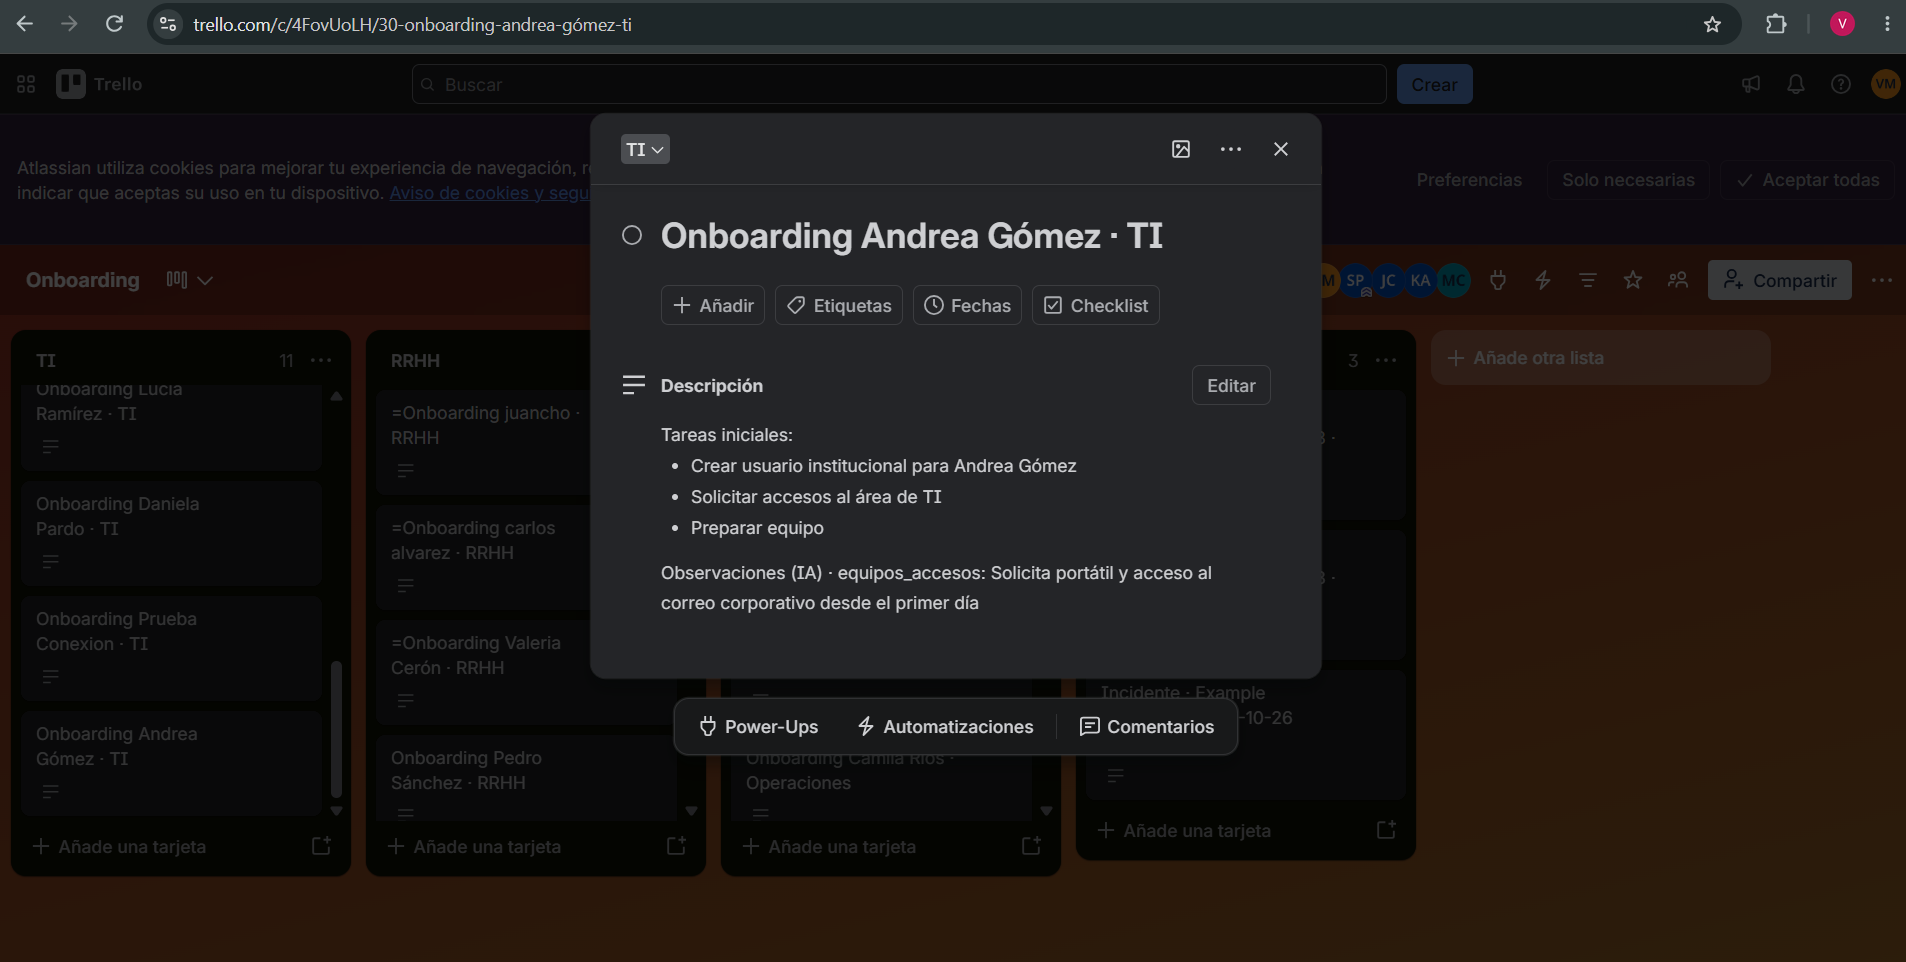 trello.com/c/4FovUoLH/30-onboarding-andrea-gómez-ti
V
Trello
Buscar
Crear
VM
Atlassian utiliza cookies para mejorar tu experiencia de navegación,
indicar que aceptas su uso en tu dispositivo. Aviso de cookies y segu
Preferencias
Solo necesarias
Aceptar todas
Onboarding
M
SP
JC
KA
MC
Compartir
TI
Onboarding Andrea Gómez · TI
Añadir
Etiquetas
Fechas
Checklist
Descripción
Editar
Tareas iniciales:
• Crear usuario institucional para Andrea Gómez
• Solicitar accesos al área de TI
• Preparar equipo
Observaciones (IA) · equipos_accesos: Solicita portátil y acceso al
correo corporativo desde el primer día
Power-Ups
Automatizaciones
Comentarios
TI
11
Onboarding Lucía
Ramírez · TI
Onboarding Daniela
Pardo · TI
Onboarding Prueba
Conexion · TI
Onboarding Andrea
Gómez · TI
Añade una tarjeta
RRHH
=Onboarding juancho ·
RRHH
=Onboarding carlos
alvarez · RRHH
=Onboarding Valeria
Cerón · RRHH
Onboarding Pedro
Sánchez · RRHH
Añade una tarjeta
Onboarding Camila Ríos ·
Operaciones
Añade una tarjeta
3
Incidente · Example
-10-26
Añade una tarjeta
Añade otra lista